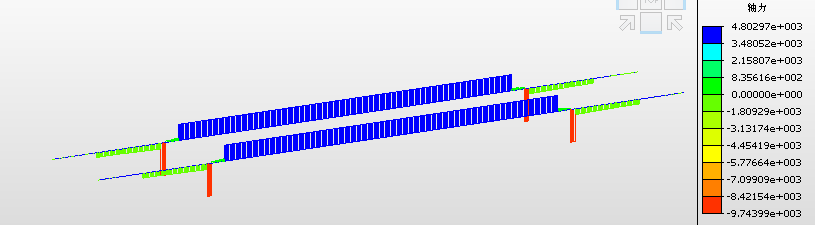 TOP
轴力
4.80297e+003
3.48052e+003
2.15807e+003
8.35616e+002
0.00000e+000
-1.80929e+003
-3.13174e+003
-4.45419e+003
-5.77664e+003
-7.09909e+003
-8.42154e+003
-9.74399e+003